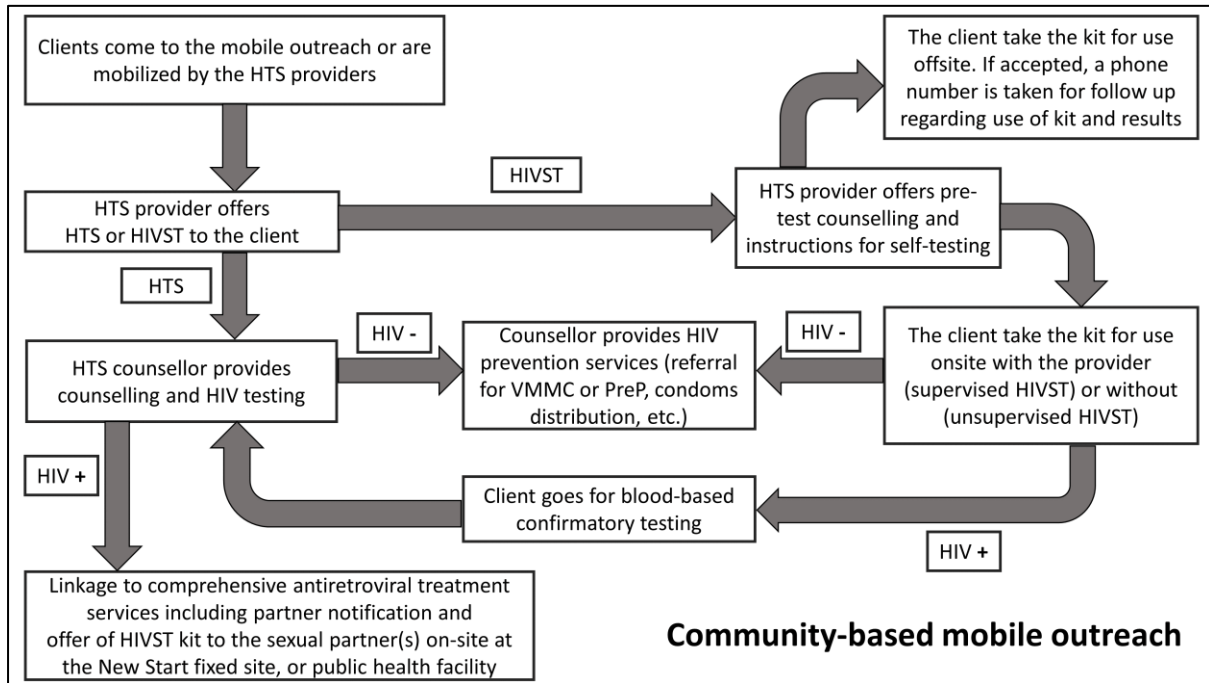 Clients come to the mobile outreach or are
mobilized by the HTS providers
The client take the kit for use
offsite. If accepted, a phone
number is taken for follow up
regarding use of kit and results
HIVST
HTS provider offers
HTS or HIVST to the client
HTS provider offers pre-
test counselling and
instructions for self-testing
HTS
HIV -
HIV -
HTS counsellor provides
counselling and HIV testing
Counsellor provides HIV
prevention services (referral
for VMMC or PreP, condoms
distribution, etc.)
The client take the kit for use
onsite with the provider
(supervised HIVST) or without
(unsupervised HIVST)
HIV +
Client goes for blood-based
confirmatory testing
HIV +
Linkage to comprehensive antiretroviral treatment
services including partner notification and
offer of HIVST kit to the sexual partner(s) on-site at
the New Start fixed site, or public health facility
Community-based mobile outreach